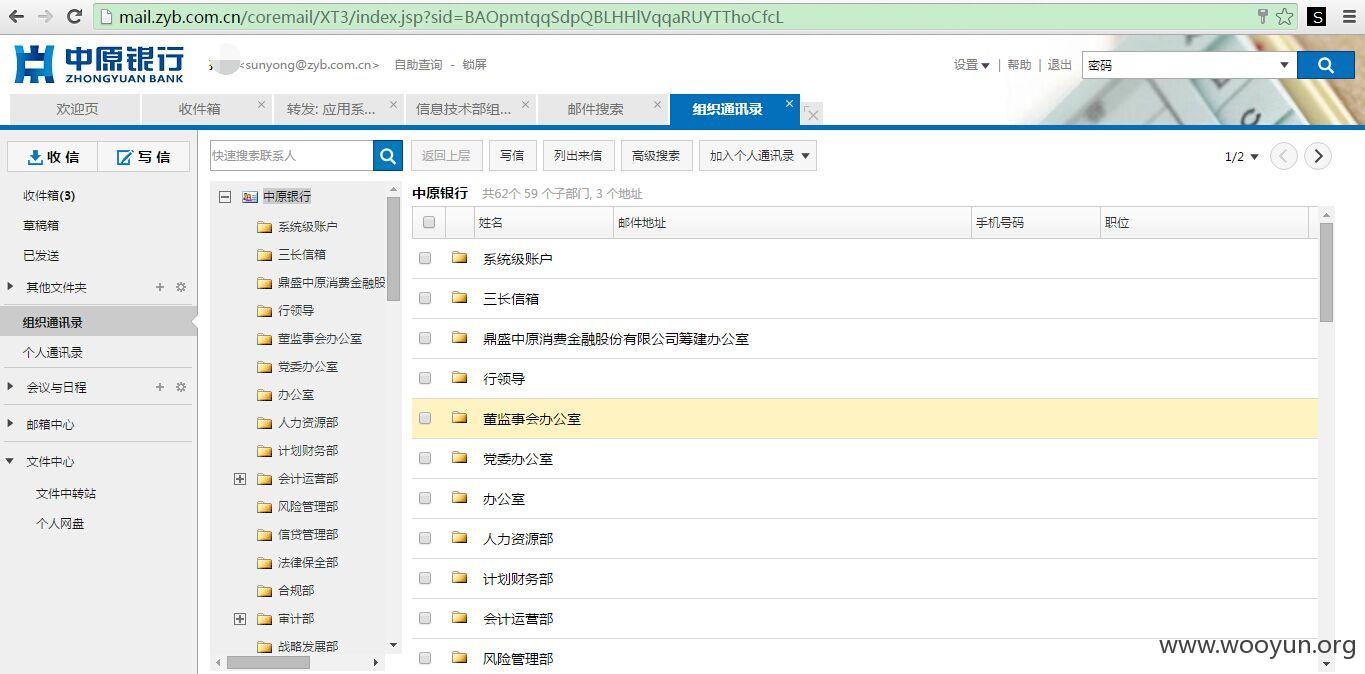 mail.zyb.com.cn/coremail/XT3/index.jsp?sid=BAOpmtqqSdpQBLHHlVqqaRUYTThoCfcL
S
中原银行
ZHONGYUAN BANK
<sunyong@zyb.com.cn> 自助查询 - 锁屏
设置 | 帮助 | 退出
密码
欢迎页 收件箱 转发: 应用系... 信息技术部组... 邮件搜索 组织通讯录
收信 写信
快速搜索联系人
返回上层 写信 列出来信 高级搜索 加入个人通讯录
1/2
收件箱(3)
草稿箱
已发送
其他文件夹
组织通讯录
个人通讯录
会议与日程
邮箱中心
文件中心
文件中转站
个人网盘
中原银行
系统级账户
三长信箱
鼎盛中原消费金融股
行领导
董监事会办公室
党委办公室
办公室
人力资源部
计划财务部
会计运营部
风险管理部
信贷管理部
法律保全部
合规部
审计部
战略发展部
中原银行 共62个 59 个子部门, 3 个地址
姓名 邮件地址 手机号码 职位
系统级账户
三长信箱
鼎盛中原消费金融股份有限公司筹建办公室
行领导
董监事会办公室
党委办公室
办公室
人力资源部
计划财务部
会计运营部
风险管理部
www.wooyun.org